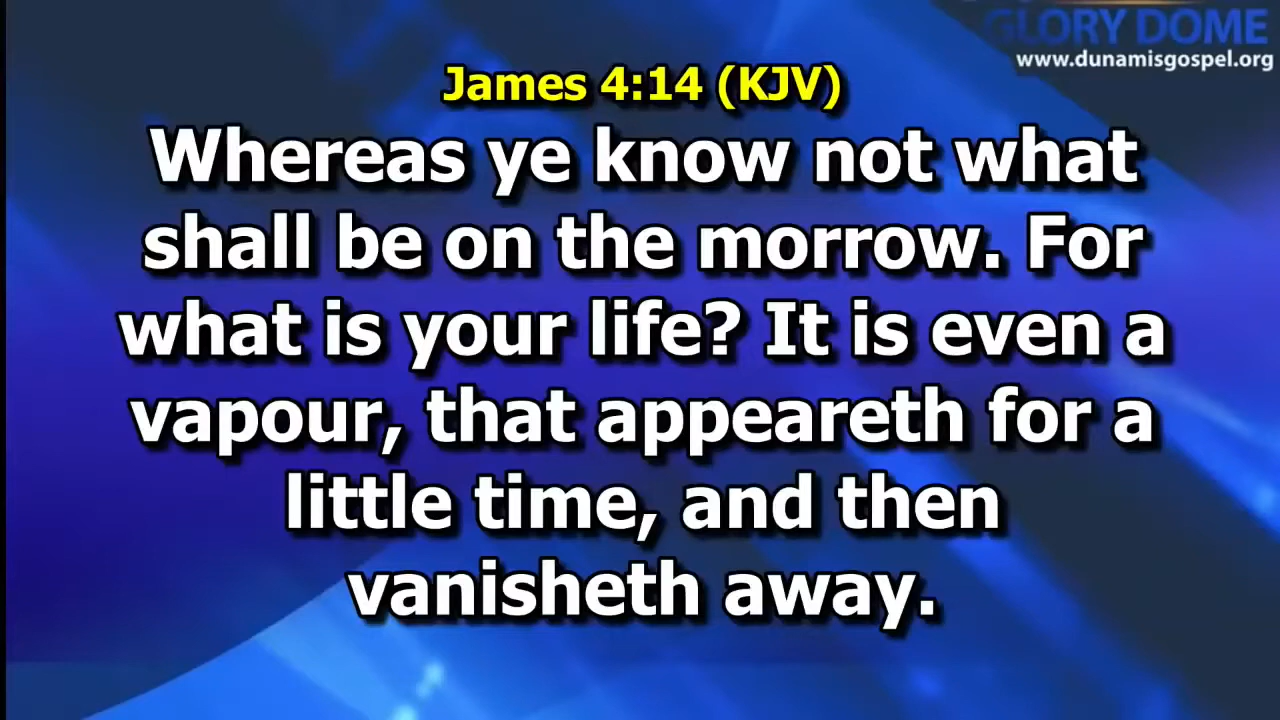 GLORY DOME
www.dunamisgospel.org
James 4:14 (KJV)
Whereas ye know not what
shall be on the morrow. For
what is your life? It is even a
vapour, that appeareth for a
little time, and then
vanisheth away.